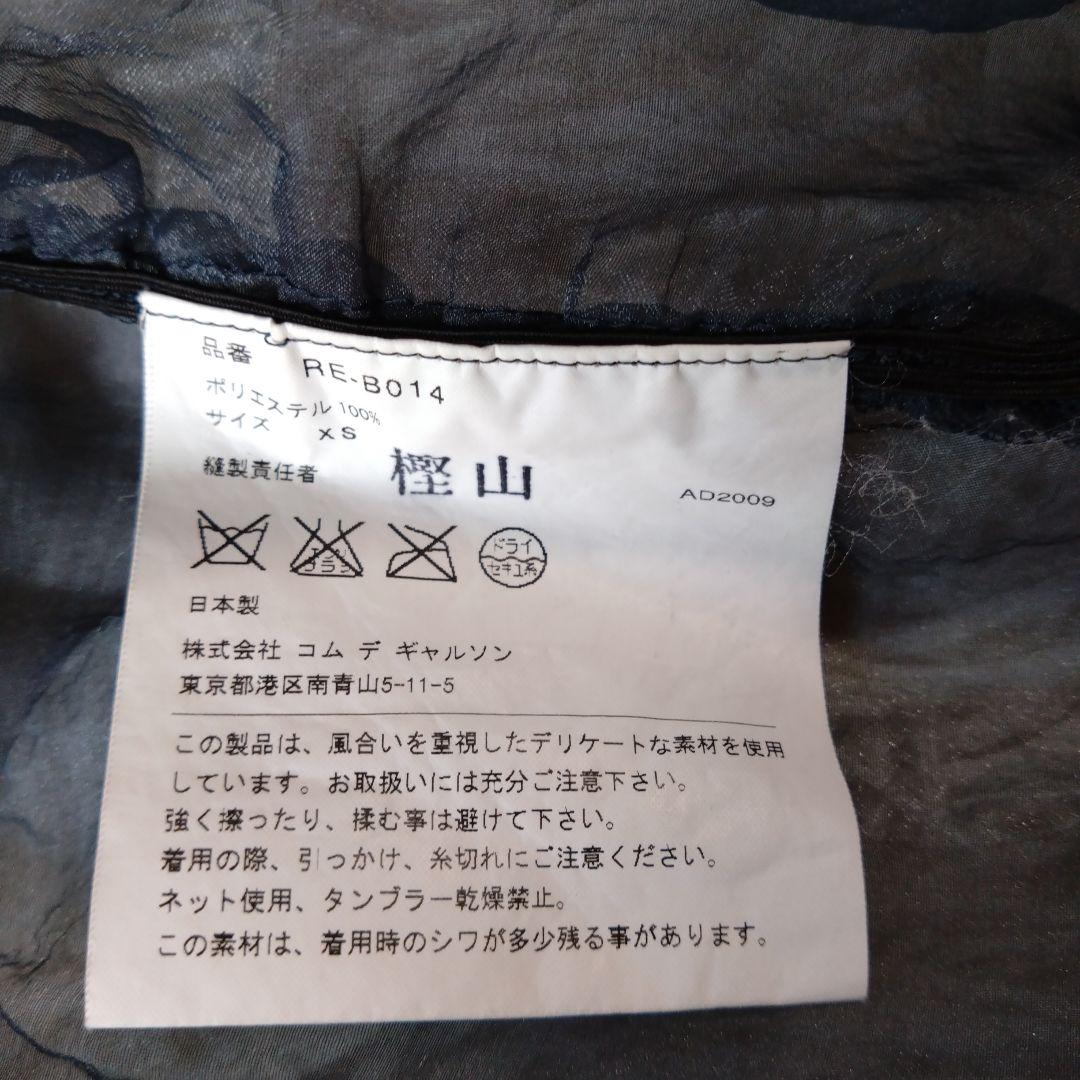 品番 RE-B014
ポリエステル 100%
サイズ XS
縫製責任者 樫山 AD2009
エンソ
フラシ
ドライ
セキユ系
日本製
株式会社 コム デ ギャルソン
東京都港区南青山5-11-5
この製品は、風合いを重視したデリケートな素材を使用
しています。お取扱いには充分ご注意下さい。
強く擦ったり、揉む事は避けて下さい。
着用の際、引っかけ、糸切れにご注意ください。
ネット使用、タンブラー乾燥禁止。
この素材は、着用時のシワが多少残る事があります。